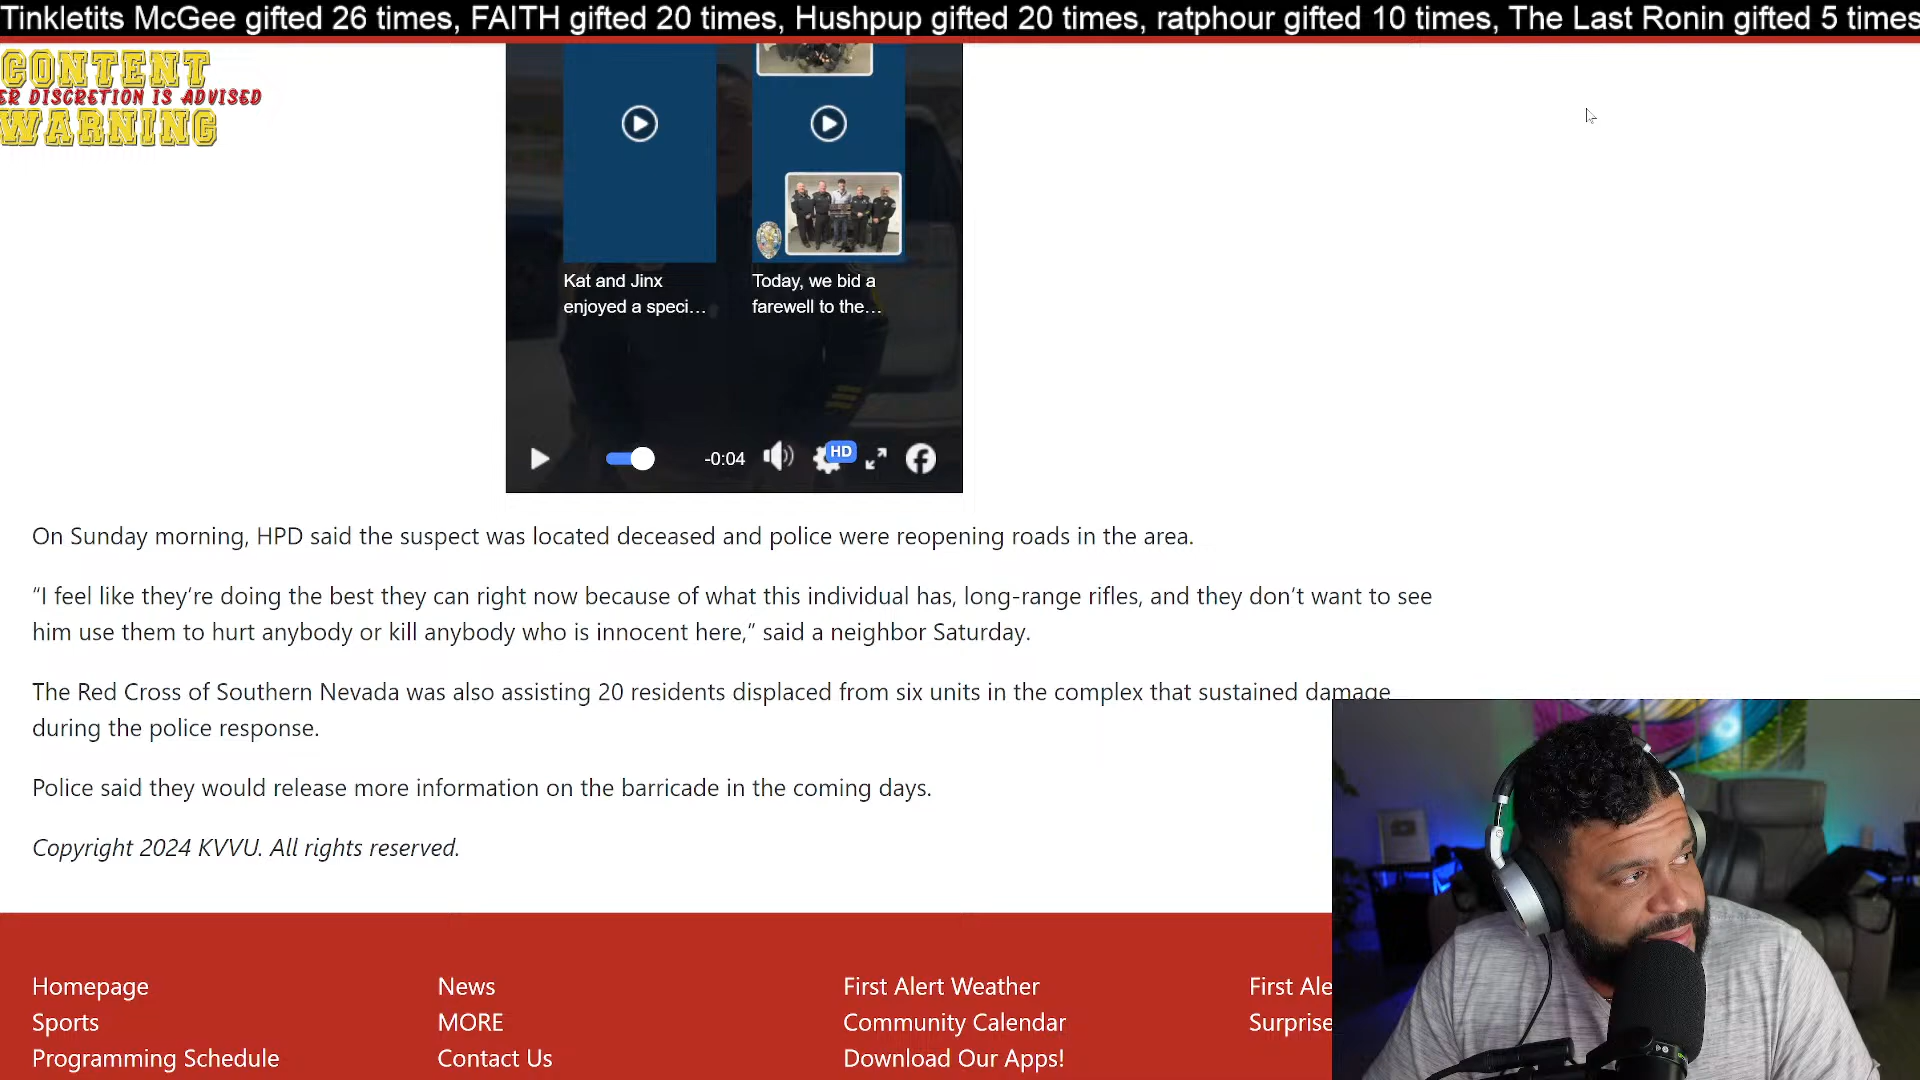 Tinkletits McGee gifted 26 times, FAITH gifted 20 times, Hushpup gifted 20 times, ratphour gifted 10 times, The Last Ronin gifted 5 times
CONTENT
ER DISCRETION IS ADVISED
WARNING
Kat and Jinx
enjoyed a speci...
Today, we bid a
farewell to the...
-0:04
HD
On Sunday morning, HPD said the suspect was located deceased and police were reopening roads in the area.
“I feel like they’re doing the best they can right now because of what this individual has, long-range rifles, and they don’t want to see
him use them to hurt anybody or kill anybody who is innocent here,” said a neighbor Saturday.
The Red Cross of Southern Nevada was also assisting 20 residents displaced from six units in the complex that sustained damage
during the police response.
Police said they would release more information on the barricade in the coming days.
Copyright 2024 KVVU. All rights reserved.
Homepage
News
First Alert Weather
First Ale
Sports
MORE
Community Calendar
Surprise
Programming Schedule
Contact Us
Download Our Apps!